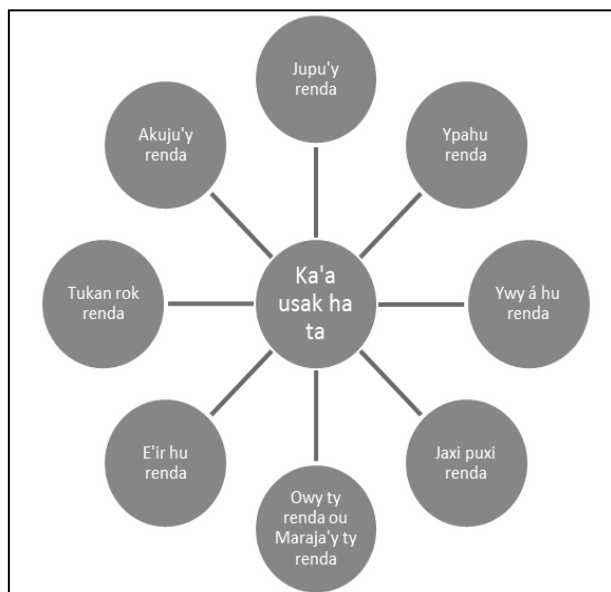 Jupu'y
renda
Ypahu
renda
Ywy á hu
renda
Jaxi puxi
renda
Owy ty
renda ou
Maraja'y ty
renda
E'ir hu
renda
Tukan rok
renda
Akuju'y
renda
Ka'a
usak ha
ta